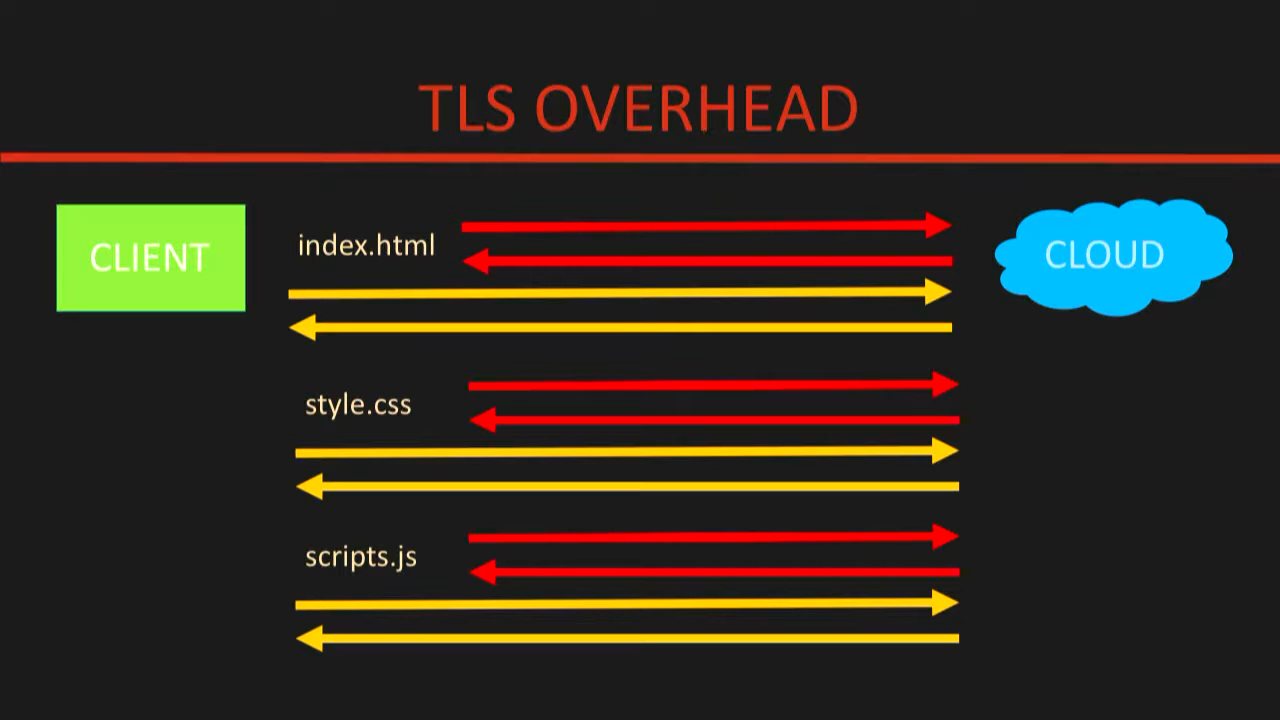 TLS OVERHEAD
CLIENT
index.html
CLOUD
style.css
scripts.js